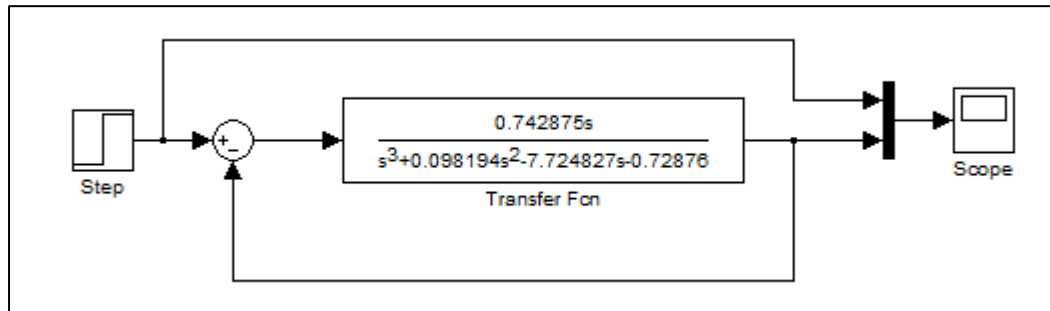 0.742875s
s3+0.098194s2-7.724827s-0.72876
Step
Transfer Fcn
Scope